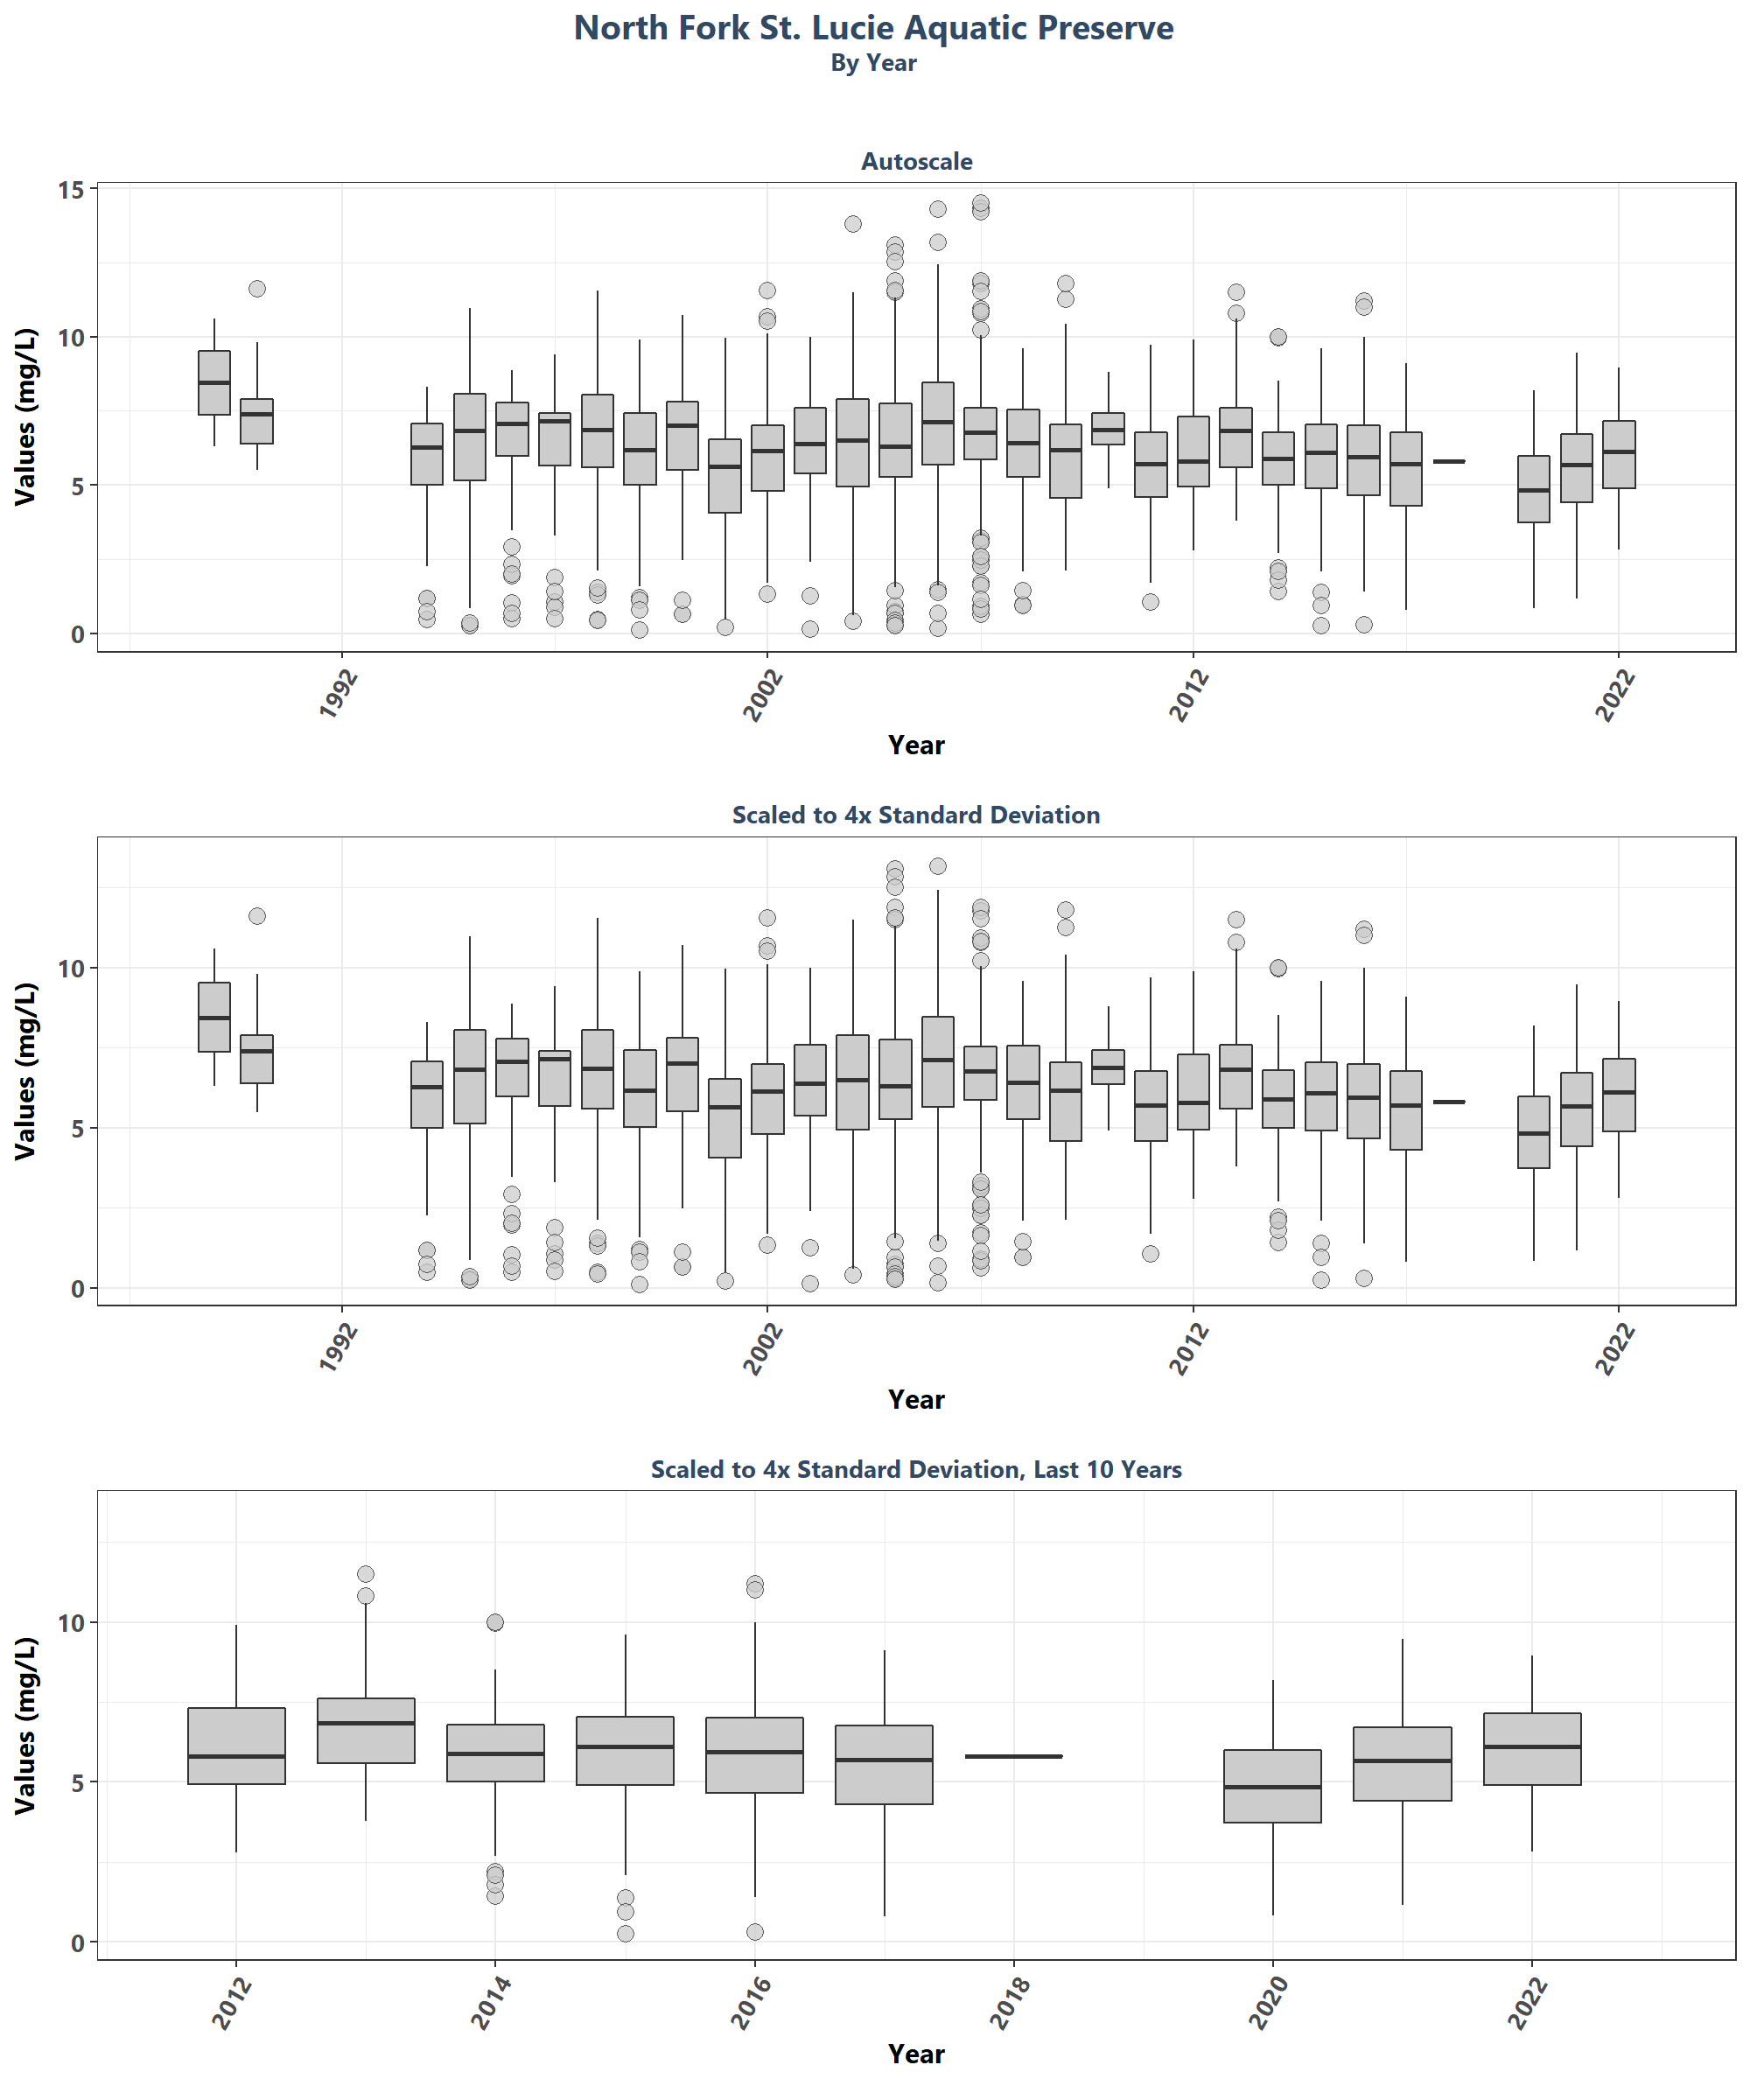 North Fork St. Lucie Aquatic Preserve
By Year
Autoscale
Values (mg/L)
15
10
5
0
1992
2002
2012
2022
Year
Scaled to 4x Standard Deviation
Values (mg/L)
10
5
0
1992
2002
2012
2022
Year
Scaled to 4x Standard Deviation, Last 10 Years
Values (mg/L)
10
5
0
2012
2014
2016
2018
2020
2022
Year